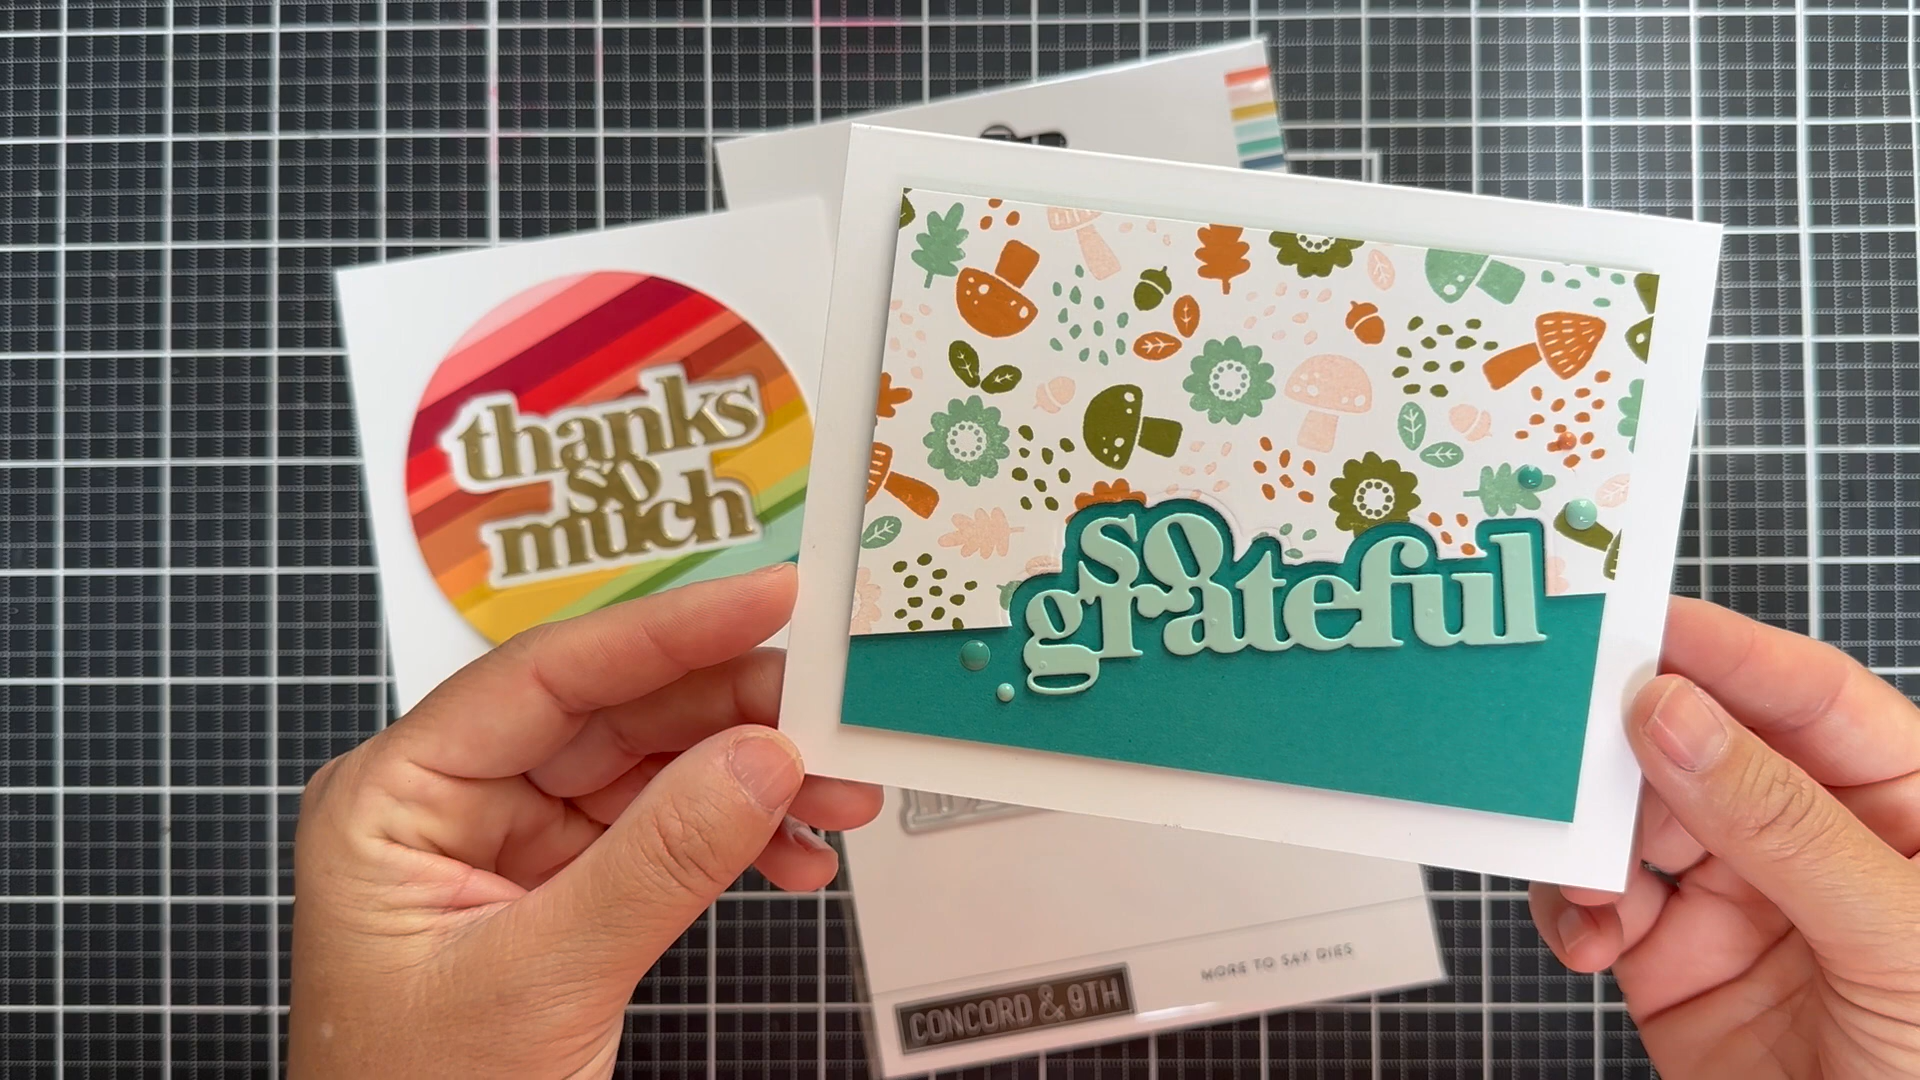 thanks
so
much
so
grateful
MORE TO SAY DIES
CONCORD & 9TH